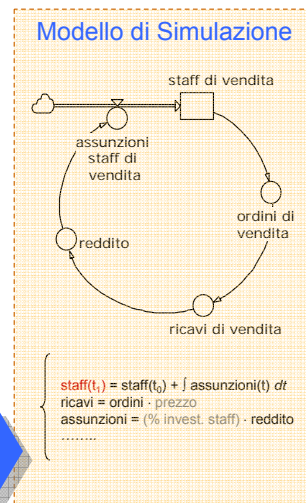 Modello di Simulazione
staff di vendita
assunzioni
staff di
vendita
ordini di
vendita
reddito
ricavi di vendita
staff(t₁) = staff(t₀) + ∫ assunzioni(t) dt
ricavi = ordini · prezzo
assunzioni = (% invest. staff) · reddito
........